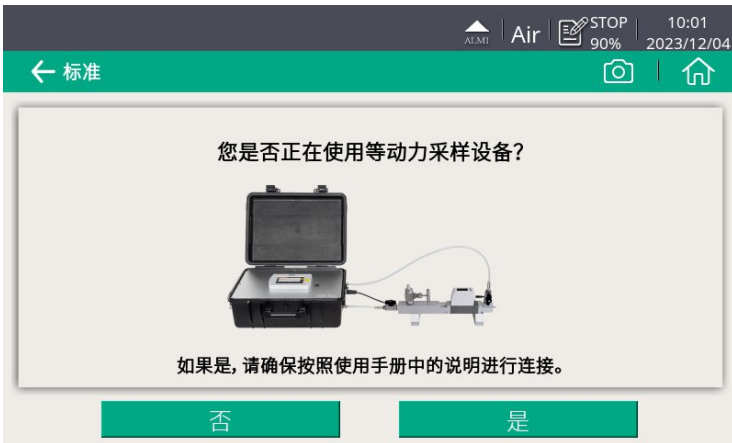 ALMI
Air
STOP
90%
10:01
2023/12/04
标准
您是否正在使用等动力采样设备?
如果是, 请确保按照使用手册中的说明进行连接。
否
是